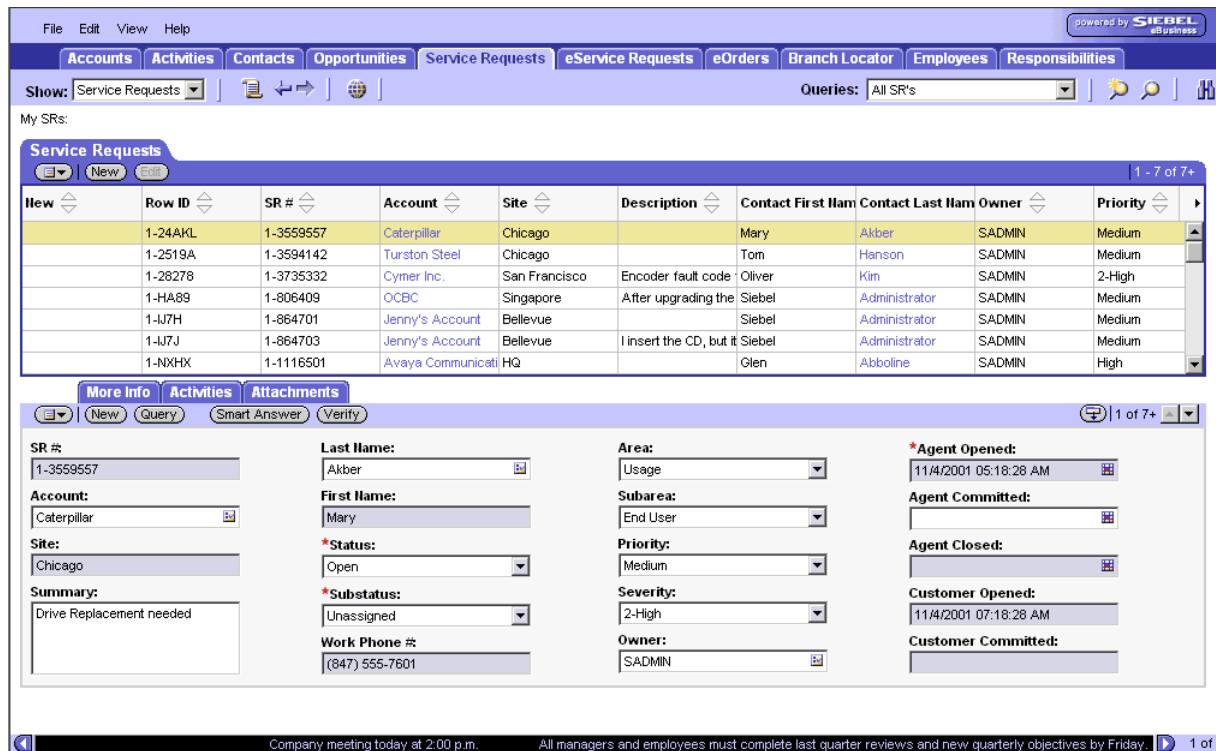 File Edit View Help
powered by SIEBEL eBusiness
Accounts Activities Contacts Opportunities Service Requests eService Requests eOrders Branch Locator Employees Responsibilities
Show: Service Requests Queries: All SR's
My SRs:
Service Requests
New Edit 1 - 7 of 7+
New Row ID SR # Account Site Description Contact First Nam Contact Last Nam Owner Priority
1-24AKL 1-3559557 Caterpillar Chicago Mary Akber SADMIN Medium
1-2519A 1-3594142 Turston Steel Chicago Tom Hanson SADMIN Medium
1-28278 1-3735332 Cymer Inc. San Francisco Encoder fault code Oliver Kim SADMIN 2-High
1-HA89 1-806409 OCBC Singapore After upgrading the Siebel Administrator SADMIN Medium
1-IJ7H 1-864701 Jenny's Account Bellevue Siebel Administrator SADMIN Medium
1-IJ7J 1-864703 Jenny's Account Bellevue I insert the CD, but it Siebel Administrator SADMIN Medium
1-NXHX 1-1116501 Avaya Communicati HQ Glen Abboline SADMIN High
More Info Activities Attachments
New Query Smart Answer Verify 1 of 7+
SR #: Last Name: Area: *Agent Opened:
1-3559557 Akber Usage 11/4/2001 05:18:28 AM
Account: First Name: Subarea: Agent Committed:
Caterpillar Mary End User
Site: *Status: Priority: Agent Closed:
Chicago Open Medium
Summary: *Substatus: Severity: Customer Opened:
Drive Replacement needed Unassigned 2-High 11/4/2001 07:18:28 AM
Work Phone #: Owner: Customer Committed:
(847) 555-7601 SADMIN
Company meeting today at 2:00 p.m. All managers and employees must complete last quarter reviews and new quarterly objectives by Friday. 1 of